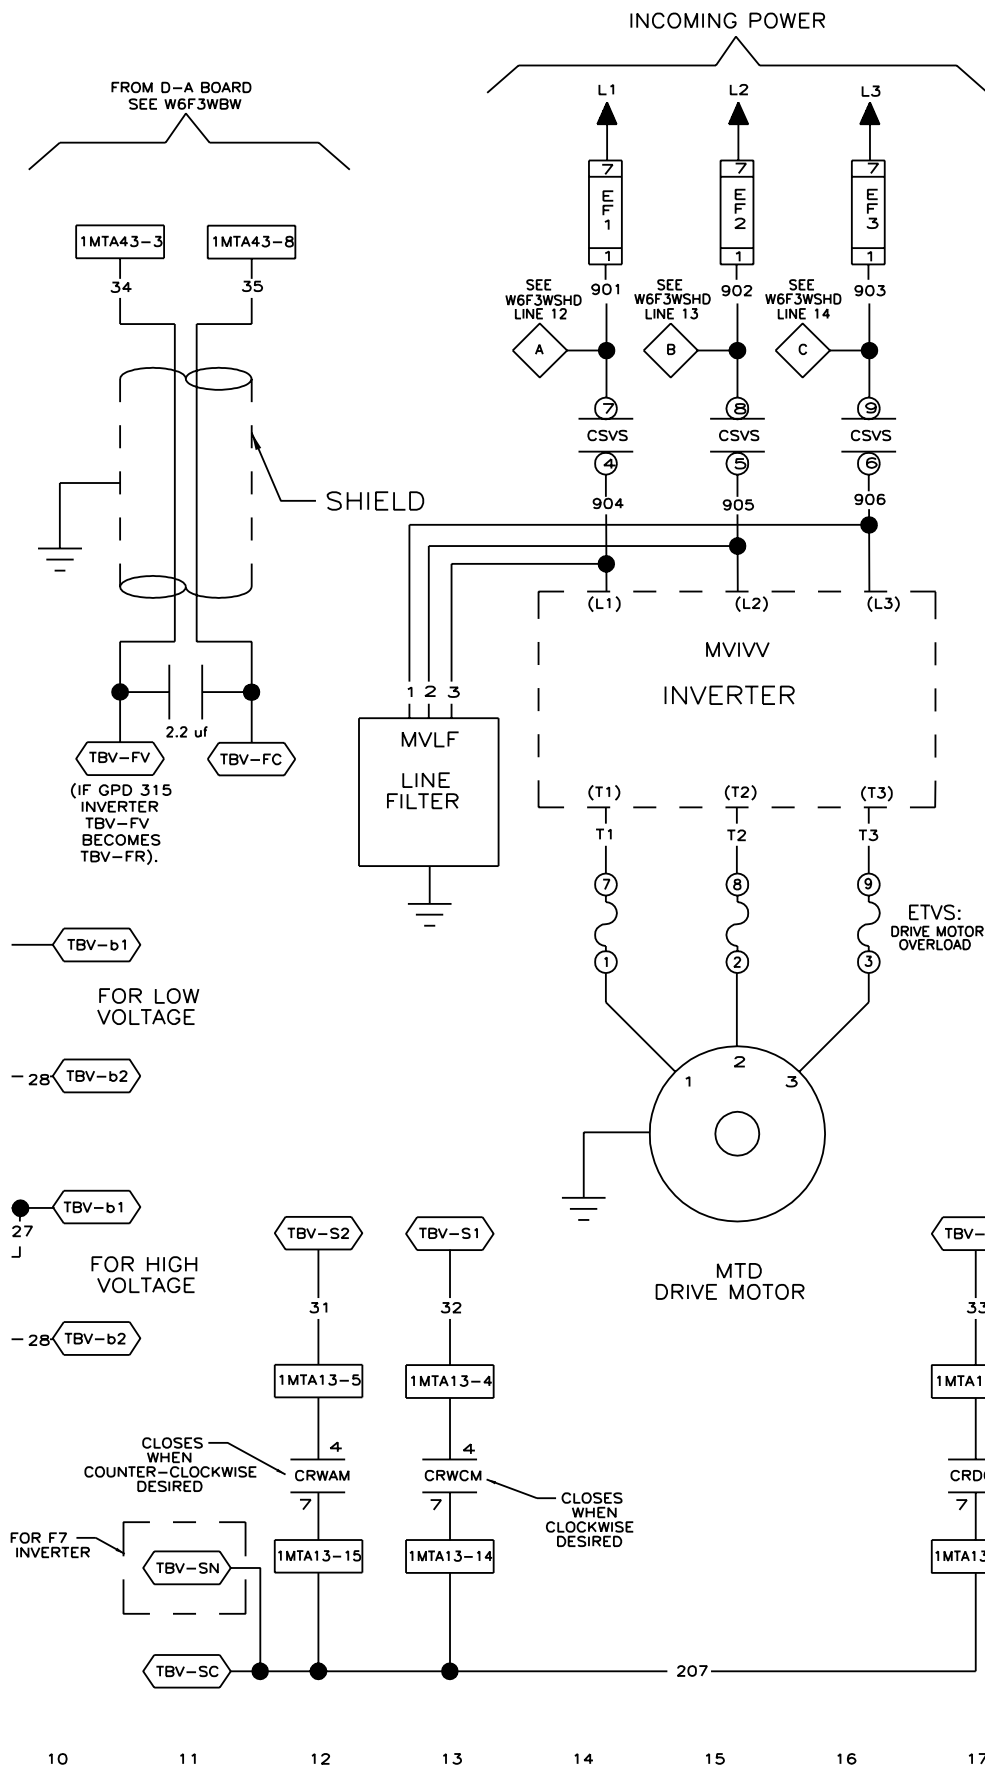 INCOMING POWER
FROM D-A BOARD
SEE W6F3WBW
L1
L2
L3
7
EF1
1
7
EF2
1
7
EF3
1
1MTA43-3
1MTA43-8
34
35
901
902
903
SEE
W6F3WSHD
LINE 12
SEE
W6F3WSHD
LINE 13
SEE
W6F3WSHD
LINE 14
A
B
C
7
CSVS
4
8
CSVS
5
9
CSVS
6
SHIELD
904
905
906
(L1)
(L2)
(L3)
MVIVV
INVERTER
1 2 3
MVLF
LINE
FILTER
2.2 uf
TBV-FV
TBV-FC
(IF GPD 315
INVERTER
TBV-FV
BECOMES
TBV-FR).
(T1)
(T2)
(T3)
T1
T2
T3
7
8
9
ETVS:
DRIVE MOTOR
OVERLOAD
1
2
3
TBV-b1
FOR LOW
VOLTAGE
28
TBV-b2
1
2
3
MTD
DRIVE MOTOR
TBV-b1
27
FOR HIGH
VOLTAGE
28
TBV-b2
TBV-S2
TBV-S1
TBV-
31
32
33
1MTA13-5
1MTA13-4
1MTA1
CLOSES
WHEN
COUNTER-CLOCKWISE
DESIRED
4
CRWAM
7
4
CRWCM
7
CLOSES
WHEN
CLOCKWISE
DESIRED
CRD
7
FOR F7
INVERTER
TBV-SN
1MTA13-15
1MTA13-14
1MTA13
TBV-SC
207
10 11 12 13 14 15 16 17